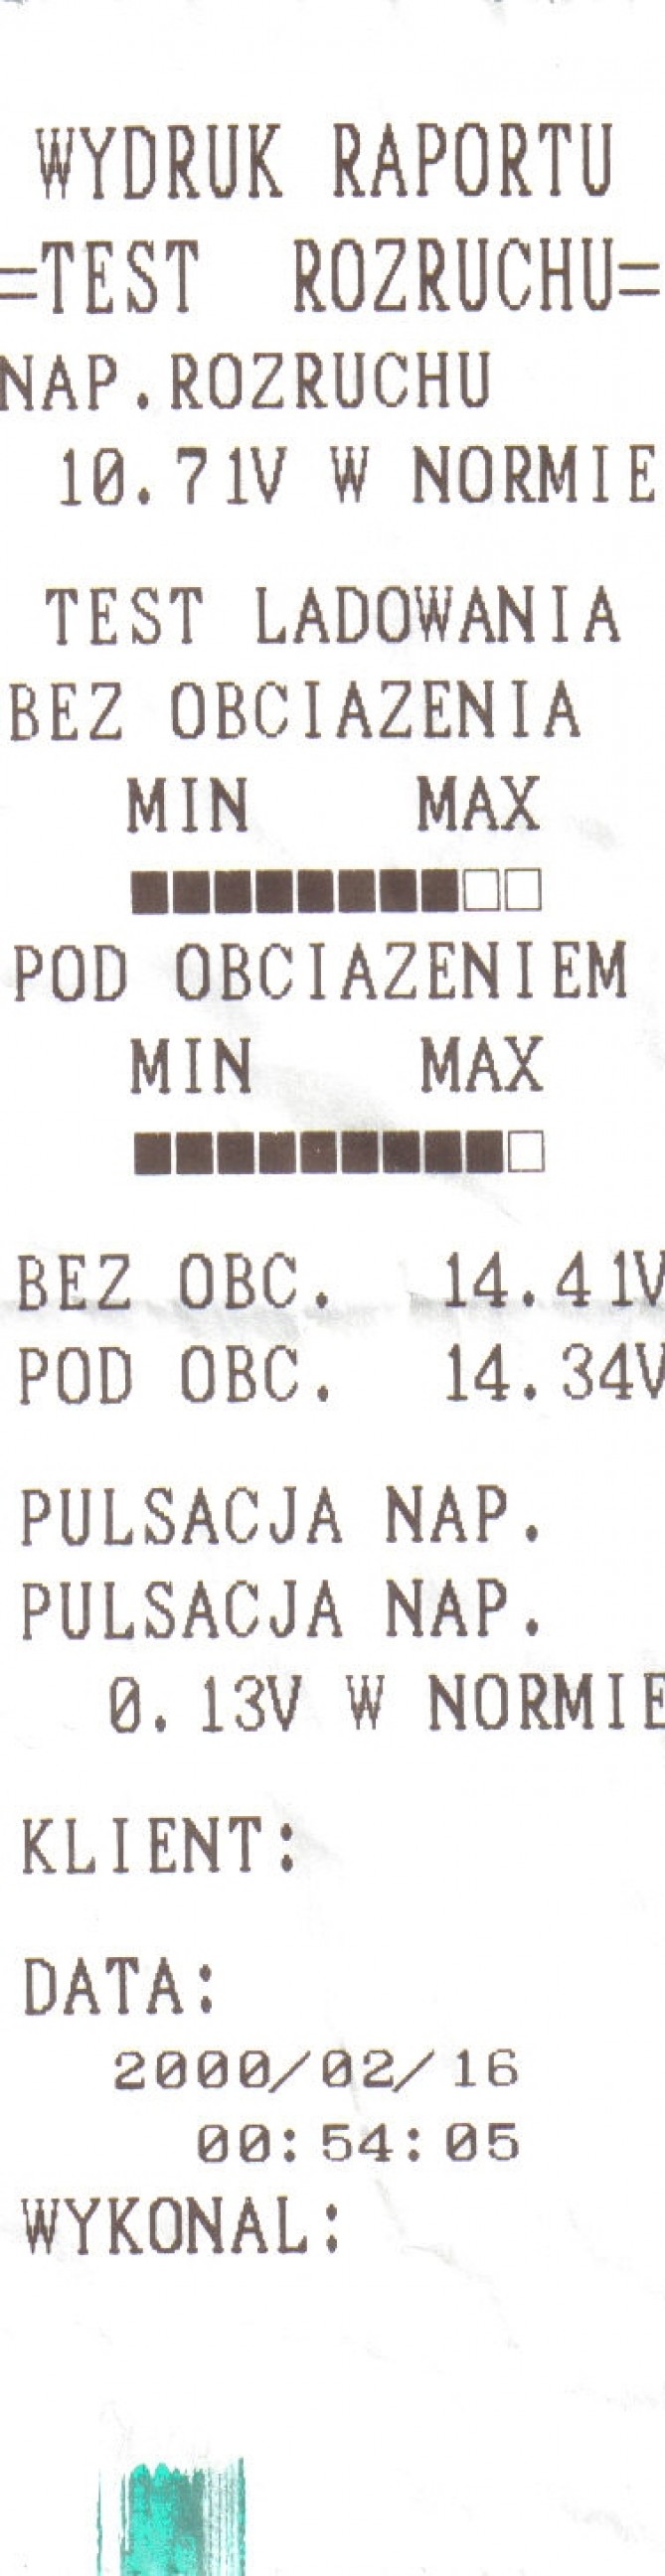 WYDRUK RAPORTU
=TEST ROZRUCHU=
NAP.ROZRUCHU
10.71V W NORMIE
TEST LADOWANIA
BEZ OBCIAZENIA
MIN MAX
POD OBCIAZENIEM
MIN MAX
BEZ OBC. 14.41V
POD OBC. 14.34V
PULSACJA NAP.
PULSACJA NAP.
0.13V W NORMIE
KLIENT:
DATA:
2000/02/16
00:54:05
WYKONAL: